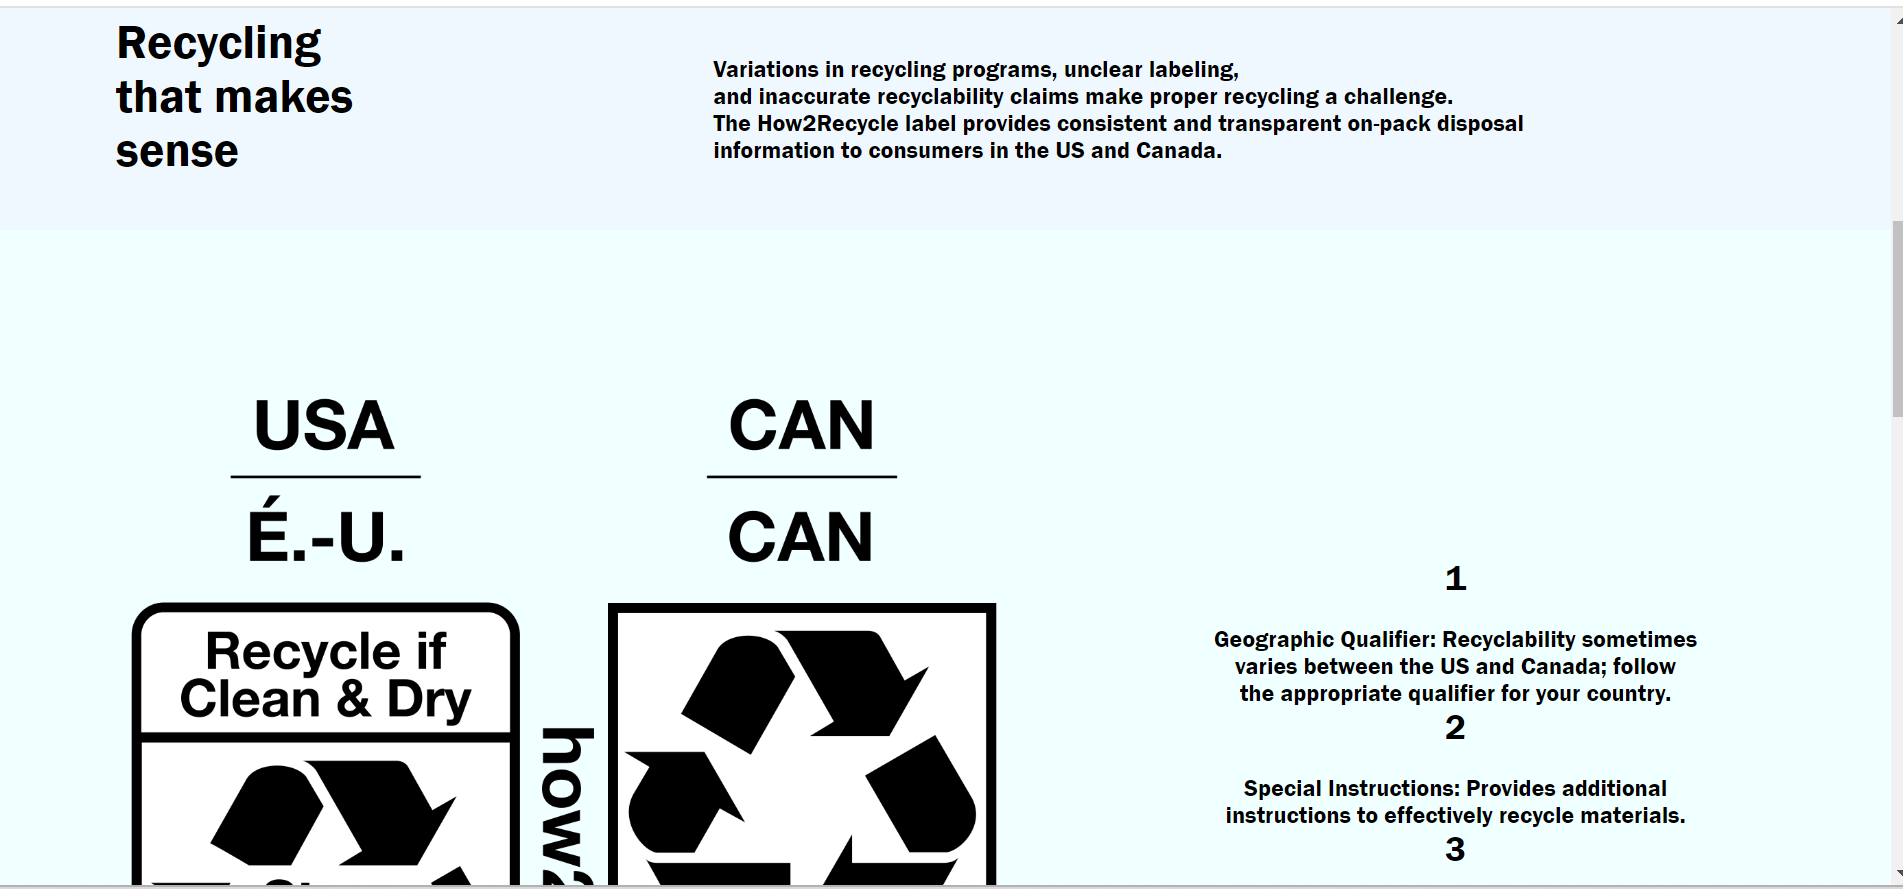 Recycling
that makes
sense
Variations in recycling programs, unclear labeling,
and inaccurate recyclability claims make proper recycling a challenge.
The How2Recycle label provides consistent and transparent on-pack disposal
information to consumers in the US and Canada.
USA
É.-U.
CAN
CAN
Recycle if
Clean & Dry
how2
1
Geographic Qualifier: Recyclability sometimes
varies between the US and Canada; follow
the appropriate qualifier for your country.
2
Special Instructions: Provides additional
instructions to effectively recycle materials.
3